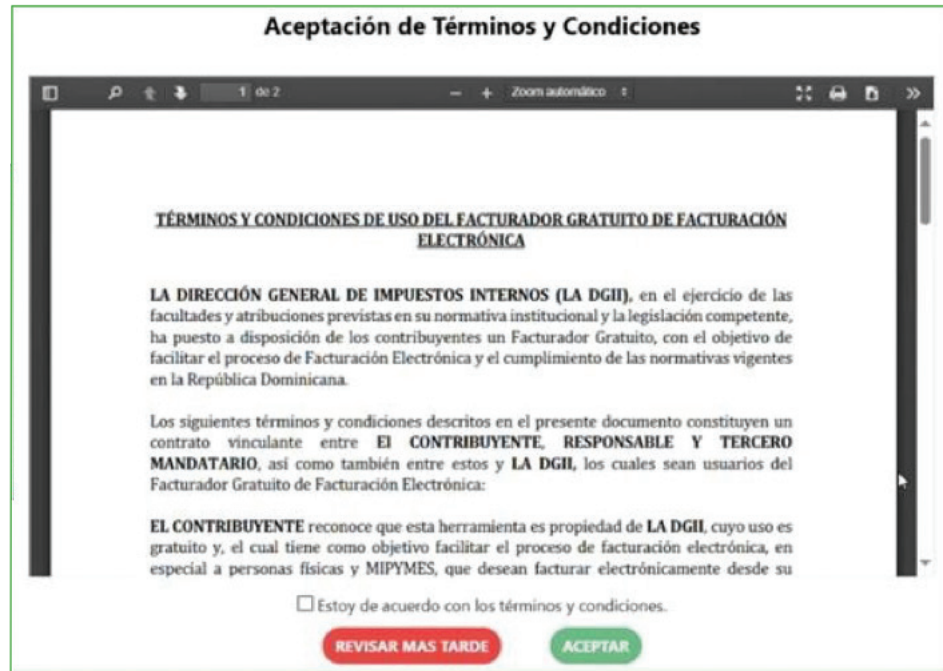 Aceptación de Términos y Condiciones
1 de 2
Zoom automático
TÉRMINOS Y CONDICIONES DE USO DEL FACTURADOR GRATUITO DE FACTURACIÓN
ELECTRÓNICA
LA DIRECCIÓN GENERAL DE IMPUESTOS INTERNOS (LA DGII), en el ejercicio de las
facultades y atribuciones previstas en su normativa institucional y la legislación competente,
ha puesto a disposición de los contribuyentes un Facturador Gratuito, con el objetivo de
facilitar el proceso de Facturación Electrónica y el cumplimiento de las normativas vigentes
en la República Dominicana.
Los siguientes términos y condiciones descritos en el presente documento constituyen un
contrato vinculante entre El CONTRIBUYENTE, RESPONSABLE Y TERCERO
MANDATARIO, así como también entre estos y LA DGII, los cuales sean usuarios del
Facturador Gratuito de Facturación Electrónica:
EL CONTRIBUYENTE reconoce que esta herramienta es propiedad de LA DGII, cuyo uso es
gratuito y, el cual tiene como objetivo facilitar el proceso de facturación electrónica, en
especial a personas físicas y MIPYMES, que desean facturar electrónicamente desde su
Estoy de acuerdo con los términos y condiciones.
REVISAR MAS TARDE
ACEPTAR